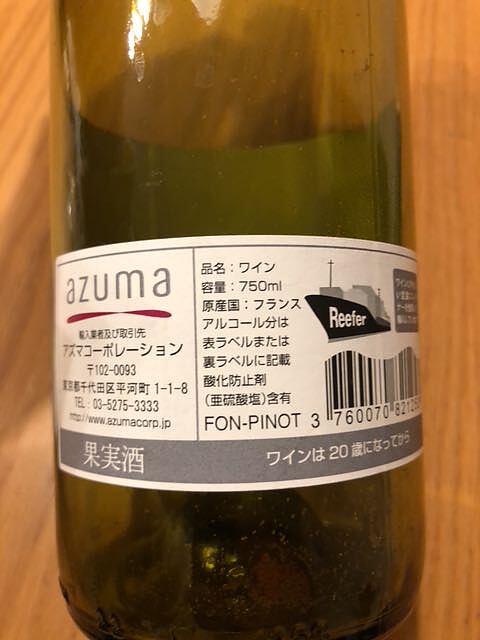 azuma
輸入業者及び取引先
アズマコーポレーション
〒102-0093
東京都千代田区平河町 1-1-8
TEL : 03-5275-3333
http://www.azumacorp.jp
品名：ワイン
容量：750ml
原産国：フランス
アルコール分は
表ラベルまたは
裏ラベルに記載
酸化防止剤
(亜硫酸塩) 含有
FON-PINOT
Reefer
3 760070
果実酒
ワインは 20 歳になってから